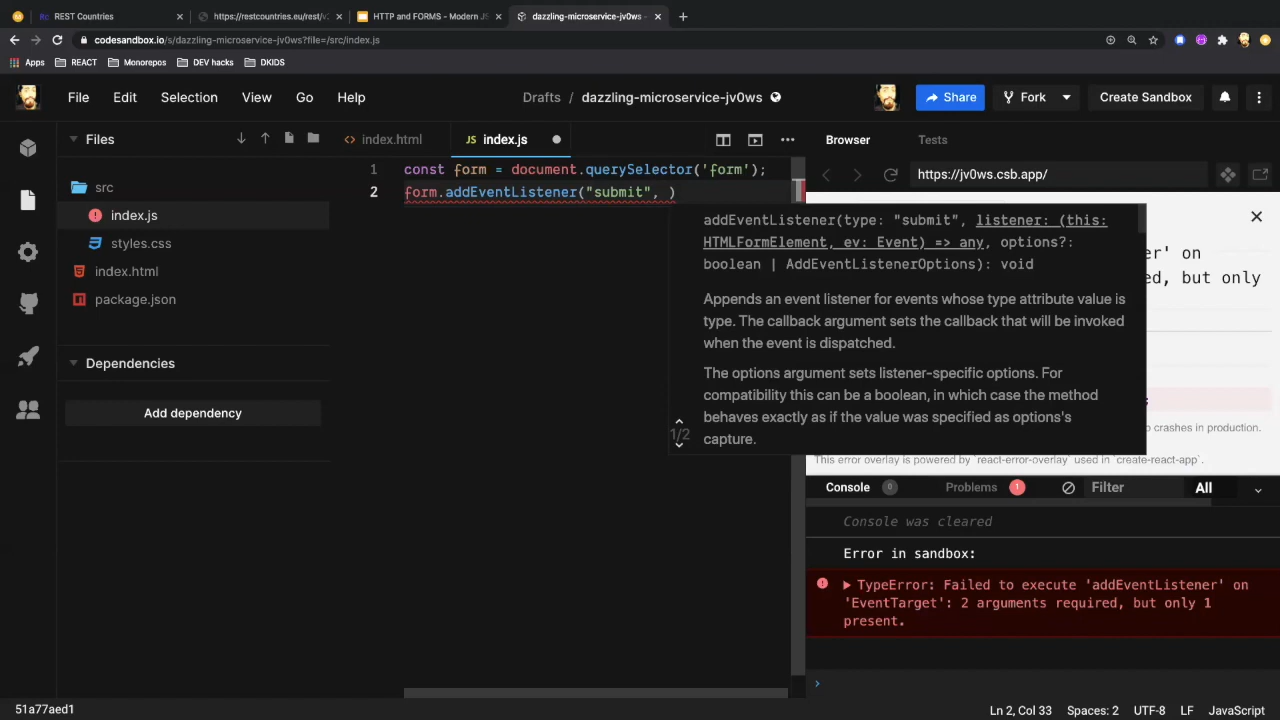 REST Countries
https://restcountries.eu/rest/v
HTTP and FORMS - Modern JS
dazzling-microservice-jv0ws - C
codesandbox.io/s/dazzling-microservice-jv0ws?file=/src/index.js
Apps REACT Monorepos DEV hacks DKIDS
File Edit Selection View Go Help
Drafts / dazzling-microservice-jv0ws
Share Fork Create Sandbox
Files
index.html
JS index.js
Browser Tests
src
index.js
styles.css
index.html
package.json
Dependencies
Add dependency
1 const form = document.querySelector('form');
2 form.addEventListener("submit", )
addEventListener(type: "submit", listener: (this:
HTMLFormElement, ev: Event) => any, options?:
boolean | AddEventListenerOptions): void
Appends an event listener for events whose type attribute value is
type. The callback argument sets the callback that will be invoked
when the event is dispatched.
The options argument sets listener-specific options. For
compatibility this can be a boolean, in which case the method
behaves exactly as if the value was specified as options's
capture.
1/2
https://jv0ws.csb.app/
er' on
ed, but only
crashes in production.
This error overlay is powered by `react-error-overlay` used in `create-react-app`.
Console 0 Problems 1 Filter All
Console was cleared
Error in sandbox:
TypeError: Failed to execute 'addEventListener' on
'EventTarget': 2 arguments required, but only 1
present.
51a77aed1
Ln 2, Col 33 Spaces: 2 UTF-8 LF JavaScript